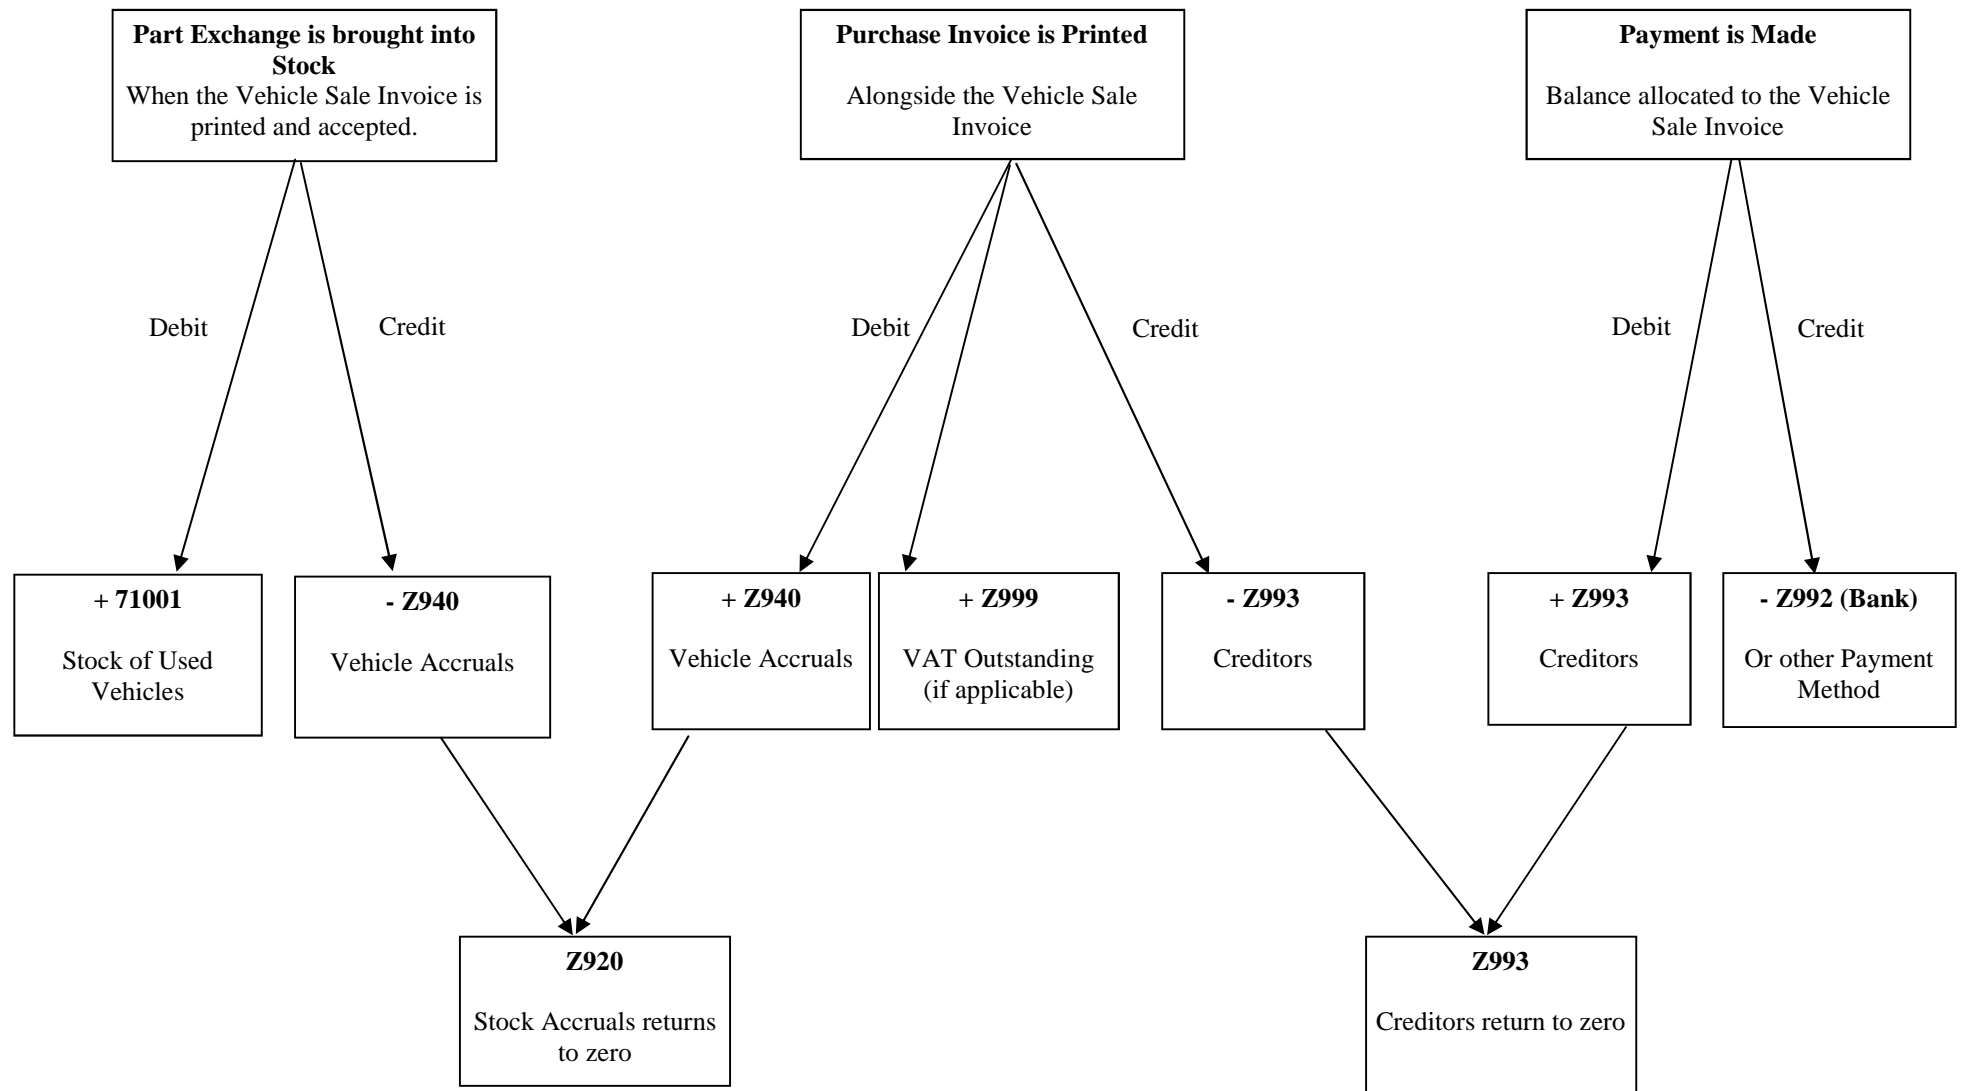 Part Exchange is brought into
Stock
When the Vehicle Sale Invoice is
printed and accepted.
Purchase Invoice is Printed
Alongside the Vehicle Sale
Invoice
Payment is Made
Balance allocated to the Vehicle
Sale Invoice
Debit
Credit
Debit
Credit
Debit
Credit
+ 71001
Stock of Used
Vehicles
- Z940
Vehicle Accruals
+ Z940
Vehicle Accruals
+ Z999
VAT Outstanding
(if applicable)
- Z993
Creditors
+ Z993
Creditors
- Z992 (Bank)
Or other Payment
Method
Z920
Stock Accruals returns
to zero
Z993
Creditors return to zero